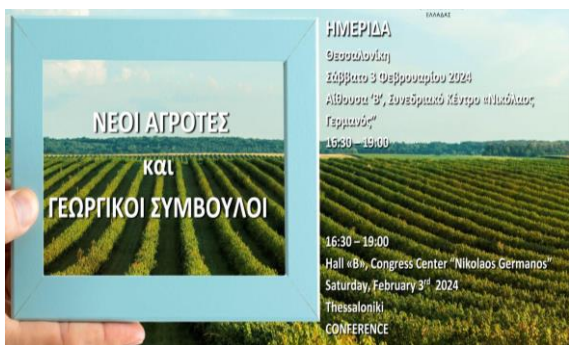 ΕΛΛΑΔΑΣ
ΗΜΕΡΙΔΑ
Θεσσαλονίκη
Σάββατο 3 Φεβρουαρίου 2024
Αίθουσα ‘Β’, Συνεδριακό Κέντρο «Νικόλαος
Γερμανός”
16:30 – 19:00
ΝΕΟΙ ΑΓΡΟΤΕΣ
και
ΓΕΩΡΓΙΚΟΙ ΣΥΜΒΟΥΛΟΙ
16:30 – 19:00
Hall «B», Congress Center “Nikolaos Germanos”
Saturday, February 3rd 2024
Thessaloniki
CONFERENCE